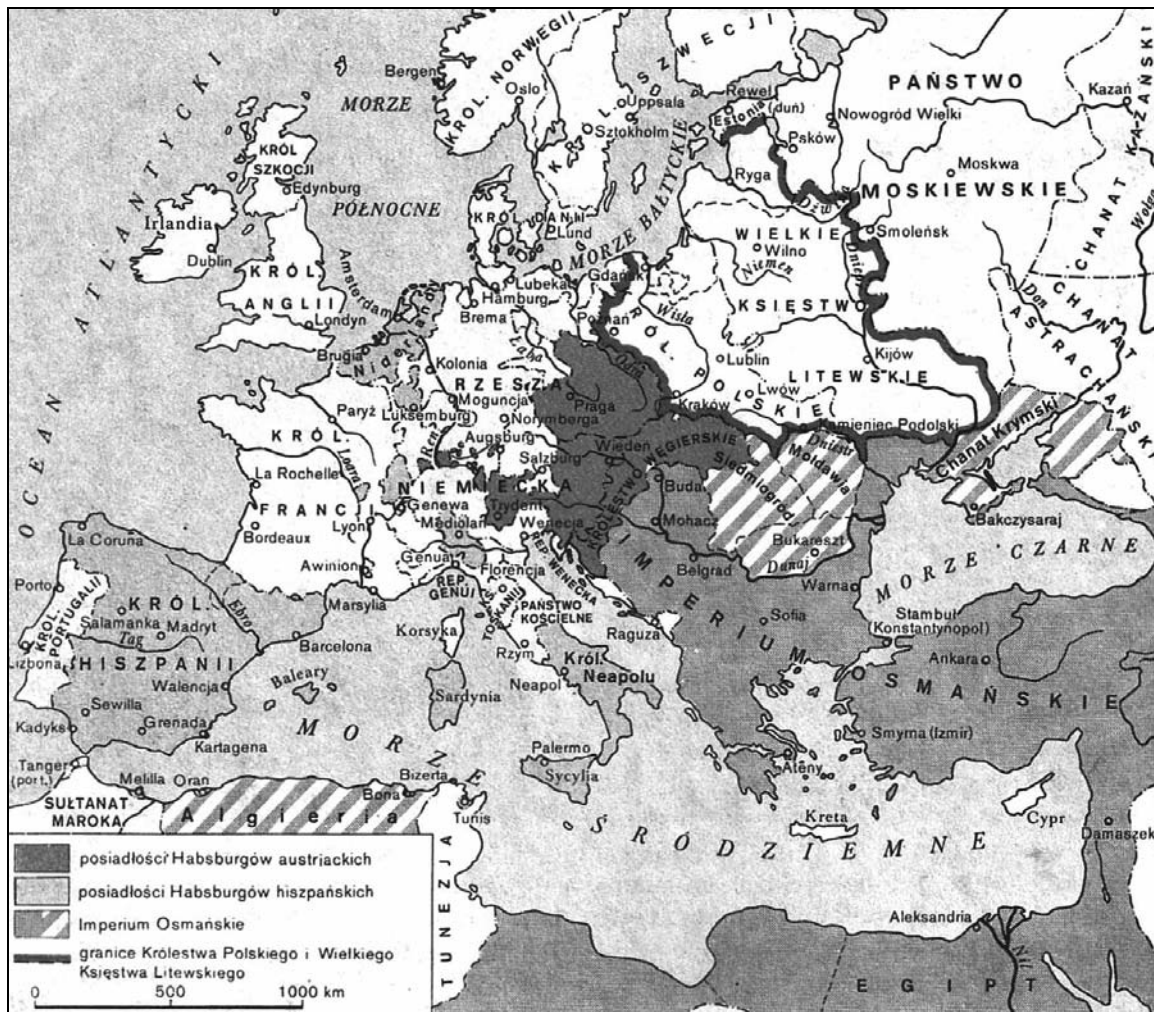 OCEAN ATLANTYCKI
MORZE
PÓŁNOCNE
KRÓL. NORWEGII
Bergen
Oslo
KRÓL. SZWECJI
Uppsala
Sztokholm
MORZE BAŁTYCKIE
Rewel
Estonia
(duń)
Psków
Nowogród Wielki
PAŃSTWO
MOSKIEWSKIE
Moskwa
Kazań
CHANAT KAZAŃSKI
Wołga
CHANAT ASTRACHAŃSKI
Don
Ryga
Dźwina
WIELKIE
KSIĘSTWO
LITEWSKIE
Wilno
Niemen
Dniepr
Smoleńsk
Kijów
KRÓL
SZKOCJI
Edynburg
Irlandia
Dublin
KRÓL.
ANGLII
Londyn
KRÓL. DANII
Lund
Gdańsk
Lubeka
Hamburg
Brema
Amsterdam
Niderlandy
Brugia
Kolonia
Łaba
Poznań
Odra
Wisła
KRÓL. POLSKIE
Lublin
Lwów
Kraków
Kamieniec Podolski
RZESZA
NIEMIECKA
Moguncja
Luksemburg
Norymberga
Praga
Ren
Augsburg
Wiedeń
Salzburg
Paryż
KRÓL.
FRANCJI
Loara
La Rochelle
Bordeaux
Lyon
Awinion
Marsylia
Genewa
Mediolan
Trydent
Wenecja
REP. WENECKA
Genua
REP.
GENUI
Florencja
KS. TOSKANII
PAŃSTWO
KOŚCIELNE
Rzym
Korsyka
Sardynia
Neapol
Król.
Neapolu
Palermo
Sycylia
KRÓLESTWO WĘGIERSKIE
Buda
Mohacz
Siedmiogród
Mołdawia
Dniestr
Bukareszt
Dunaj
Belgrad
Raguza
Sofia
Warna
Chanat Krymski
Bakczysaraj
MORZE CZARNE
Stambuł
(Konstantynopol)
Ankara
IMPERIUM OSMAŃSKIE
Smyrna (Izmir)
Ateny
Kreta
Cypr
Damaszek
Aleksandria
Nil
EGIPT
La Coruña
Porto
KRÓL.
PORTUGALII
Lizbona
KRÓL.
HISZPANII
Salamanka
Madryt
Tag
Ebro
Barcelona
Walencja
Baleary
Sewilla
Kadyks
Grenada
Kartagena
MORZE ŚRÓDZIEMNE
Tanger
(port.)
Melilla
Oran
SUŁTANAT
MAROKA
Algieria
Bona
Bizerta
Tunis
TUNEZJA
posiadłości Habsburgów austriackich
posiadłości Habsburgów hiszpańskich
Imperium Osmańskie
granice Królestwa Polskiego i Wielkiego
Księstwa Litewskiego
0 500 1000 km